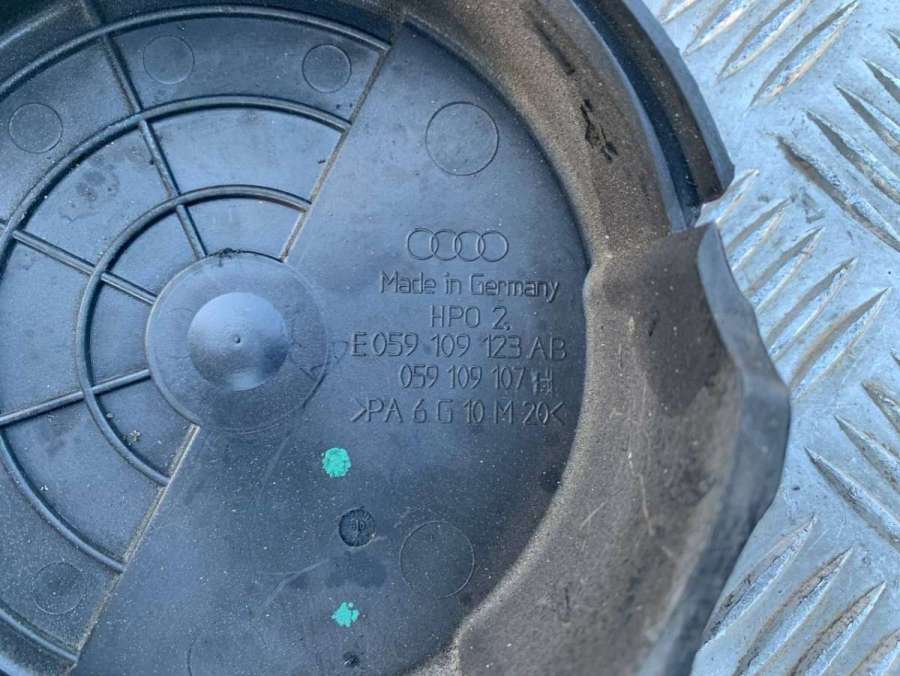 Made in Germany
HPO 2.
E 059 109 123 AB
059 109 107 H
>PA 6 G 10 M 20<